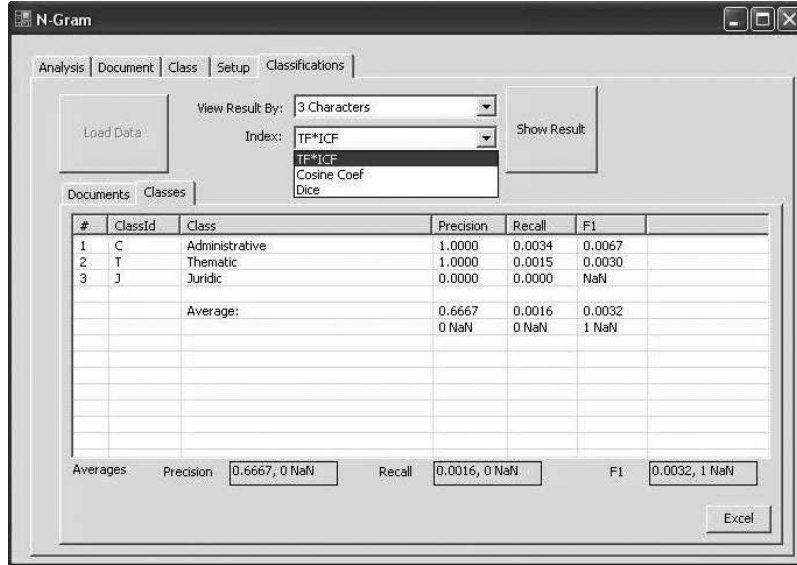 N-Gram
Analysis Document Class Setup Classifications
Load Data
View Result By: 3 Characters
Index: TF*ICF
TF*ICF
Cosine Coef
Dice
Show Result
Documents Classes
# ClassId Class Precision Recall F1
1 C Administrative 1.0000 0.0034 0.0067
2 T Thematic 1.0000 0.0015 0.0030
3 J Juridic 0.0000 0.0000 NaN
Average: 0.6667 0.0016 0.0032
0 NaN 0 NaN 1 NaN
Averages Precision 0.6667, 0 NaN Recall 0.0016, 0 NaN F1 0.0032, 1 NaN
Excel